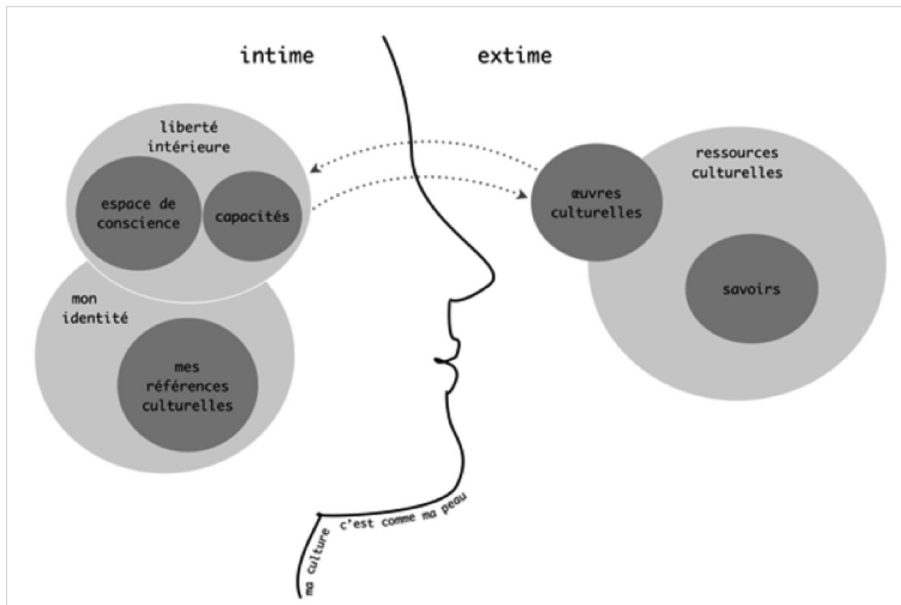 intime
extime
liberté
intérieure
espace de
conscience
capacités
mon
identité
mes
références
culturelles
œuvres
culturelles
ressources
culturelles
savoirs
ma culture
c'est comme ma peau